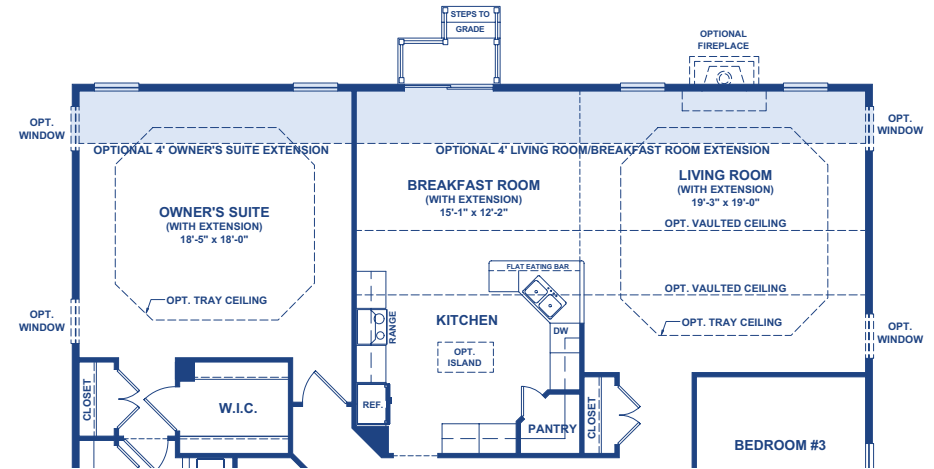 STEPS TO
GRADE
OPTIONAL
FIREPLACE
OPT.
WINDOW
OPT.
WINDOW
OPTIONAL 4' OWNER'S SUITE EXTENSION
OPTIONAL 4' LIVING ROOM/BREAKFAST ROOM EXTENSION
OWNER'S SUITE
(WITH EXTENSION)
18'-5" x 18'-0"
BREAKFAST ROOM
(WITH EXTENSION)
15'-1" x 12'-2"
LIVING ROOM
(WITH EXTENSION)
19'-3" x 19'-0"
OPT. VAULTED CEILING
FLAT EATING BAR
OPT. VAULTED CEILING
OPT. TRAY CEILING
OPT.
WINDOW
RANGE
KITCHEN
DW
OPT. TRAY CEILING
OPT.
WINDOW
OPT.
ISLAND
CLOSET
W.I.C.
REF.
PANTRY
CLOSET
BEDROOM #3